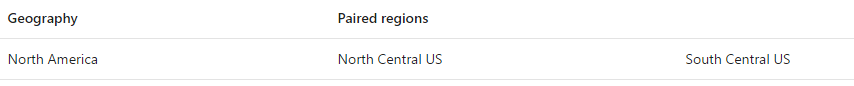 Geography Paired regions
North America North Central US South Central US